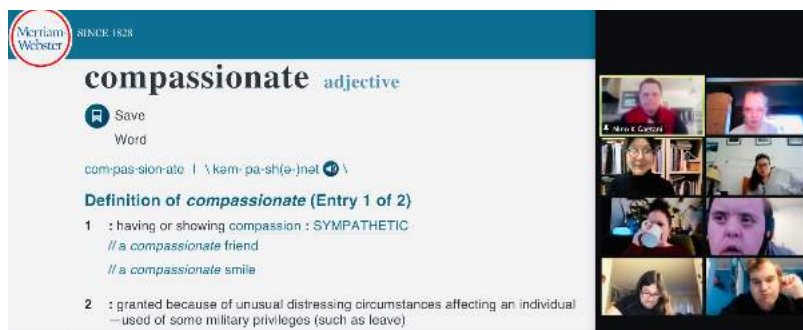 Merriam-
Webster
SINCE 1828
compassionate adjective
Save
Word
com·pas·sion·ate | \ kəm-ˈpa-sh(ə-)nət \
Definition of compassionate (Entry 1 of 2)
1 : having or showing compassion : SYMPATHETIC
// a compassionate friend
// a compassionate smile
2 : granted because of unusual distressing circumstances affecting an individual
—used of some military privileges (such as leave)
Nino K Gaetani